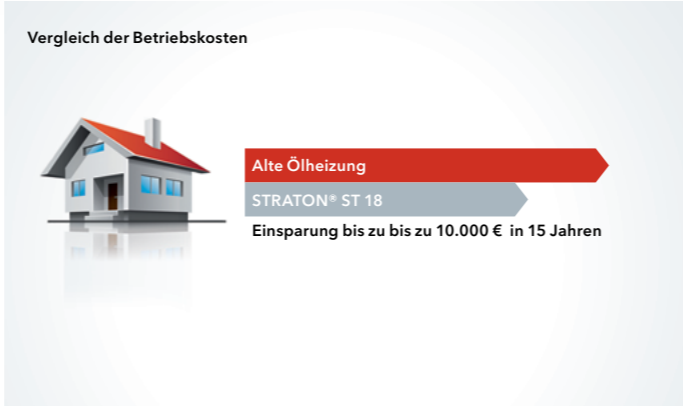 Vergleich der Betriebskosten
Alte Ölheizung
STRATON® ST 18
Einsparung bis zu bis zu 10.000 € in 15 Jahren